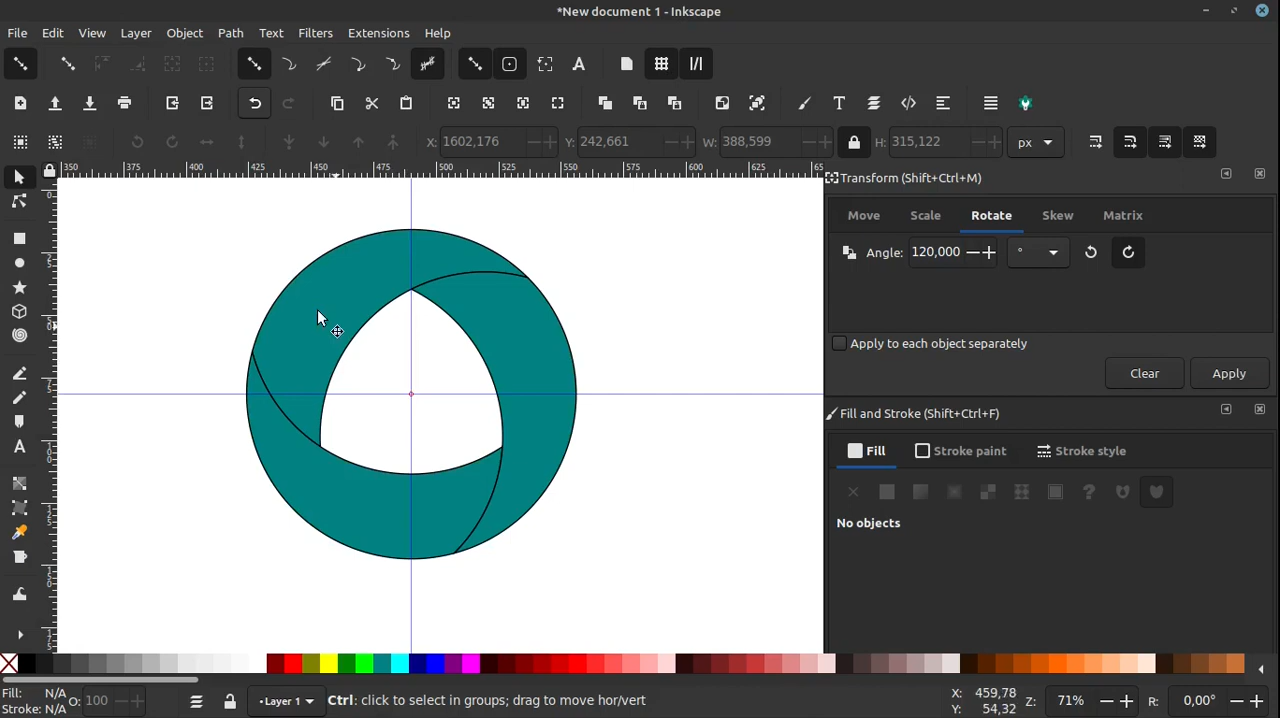 *New document 1 - Inkscape
File Edit View Layer Object Path Text Filters Extensions Help
X: 1602,176 Y: 242,661 W: 388,599 H: 315,122 px
350 375 400 425 450 475 500 525 550 575 600 625 65
Transform (Shift+Ctrl+M)
Move Scale Rotate Skew Matrix
Angle: 120,000 °
Apply to each object separately
Clear Apply
Fill and Stroke (Shift+Ctrl+F)
Fill Stroke paint Stroke style
No objects
Fill: N/A O: 100 •Layer 1 Ctrl: click to select in groups; drag to move hor/vert X: 459,78 Z: 71% R: 0,00°
Stroke: N/A Y: 54,32